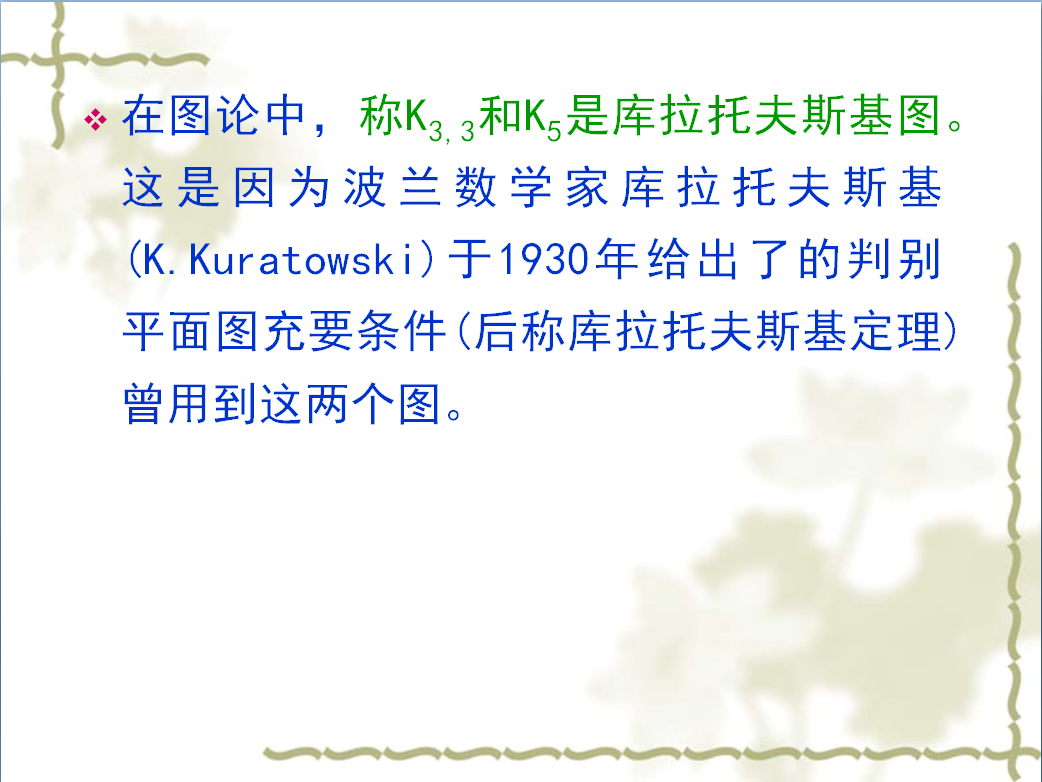 在图论中，称K₃,₃和K₅是库拉托夫斯基图。
这是因为波兰数学家库拉托夫斯基
(K.Kuratowski)于1930年给出了的判别
平面图充要条件(后称库拉托夫斯基定理)
曾用到这两个图。